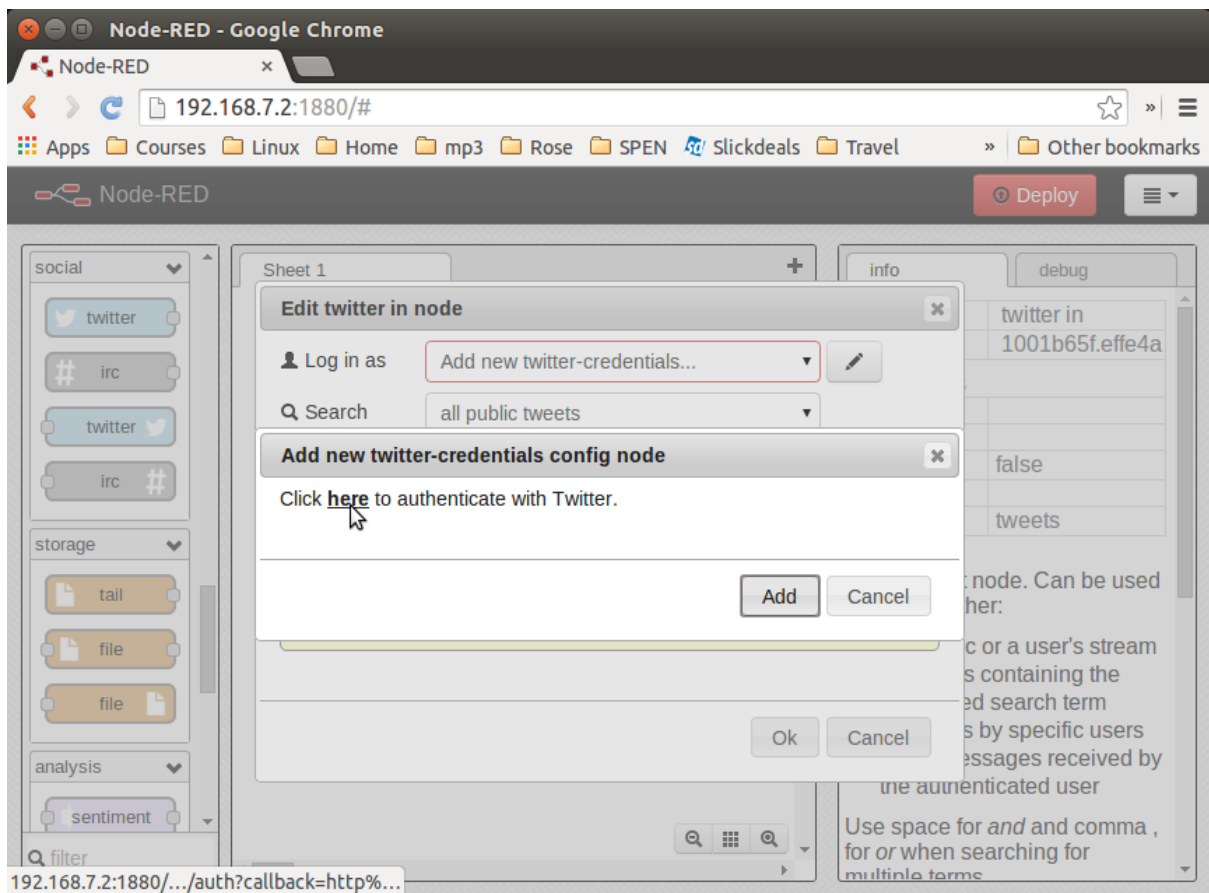 Node-RED - Google Chrome
Node-RED ×
192.168.7.2:1880/# »
Apps Courses Linux Home mp3 Rose SPEN Slickdeals Travel » Other bookmarks
Node-RED Deploy
social
twitter
irc
twitter
irc
storage
tail
file
file
analysis
sentiment
filter
Sheet 1 +
Edit twitter in node
Log in as Add new twitter-credentials...
Search all public tweets
Add new twitter-credentials config node
Click here to authenticate with Twitter.
Add Cancel
Ok Cancel
info debug
twitter in
1001b65f.effe4a
false
tweets
node. Can be used
her:
c or a user's stream
s containing the
ed search term
s by specific users
essages received by
the authenticated user
Use space for and and comma ,
for or when searching for
multiple terms
192.168.7.2:1880/.../auth?callback=http%...